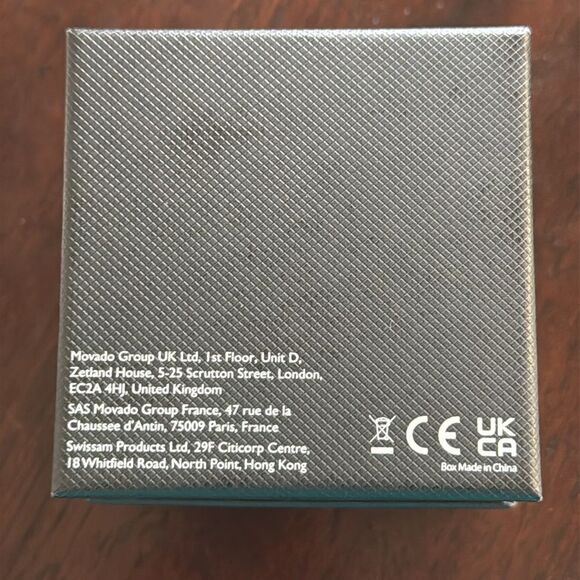 Movado Group UK Ltd, 1st Floor, Unit D,
Zetland House, 5-25 Scrutton Street, London,
EC2A 4HJ, United Kingdom
SAS Movado Group France, 47 rue de la
Chaussee d'Antin, 75009 Paris, France
Swissam Products Ltd, 29F Citicorp Centre,
18 Whitfield Road, North Point, Hong Kong
CE
UK
CA
Box Made in China